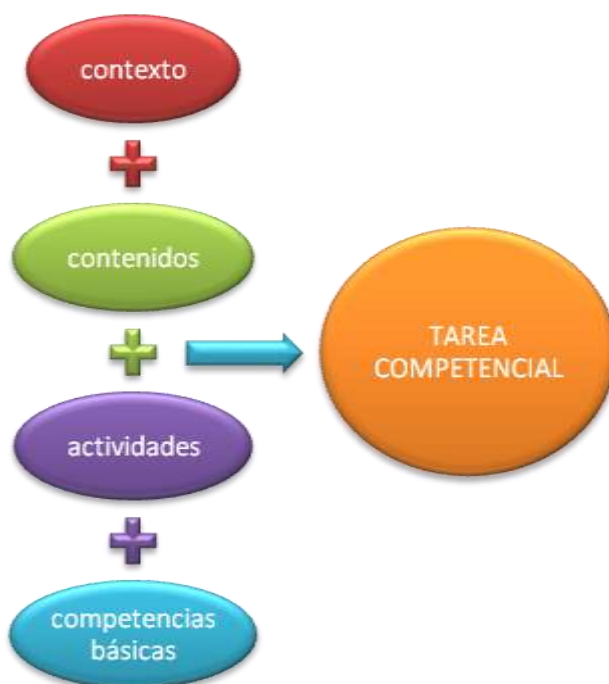 contexto
contenidos
actividades
competencias
básicas
TAREA
COMPETENCIAL